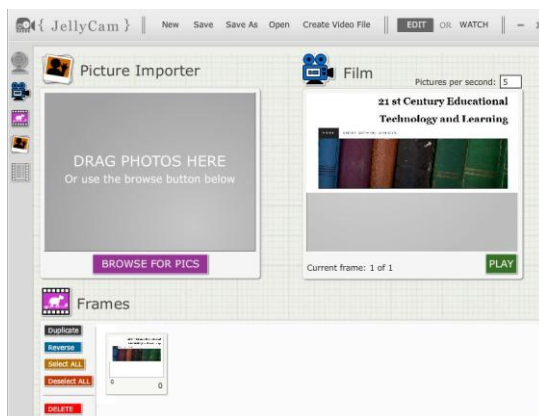 { JellyCam } New Save Save As Open Create Video File EDIT OR WATCH
Picture Importer
DRAG PHOTOS HERE
Or use the browse button below
BROWSE FOR PICS
Film
Pictures per second: 5
21 st Century Educational
Technology and Learning
Current frame: 1 of 1
PLAY
Frames
Duplicate
Reverse
Select ALL
Deselect ALL
DELETE
0 0